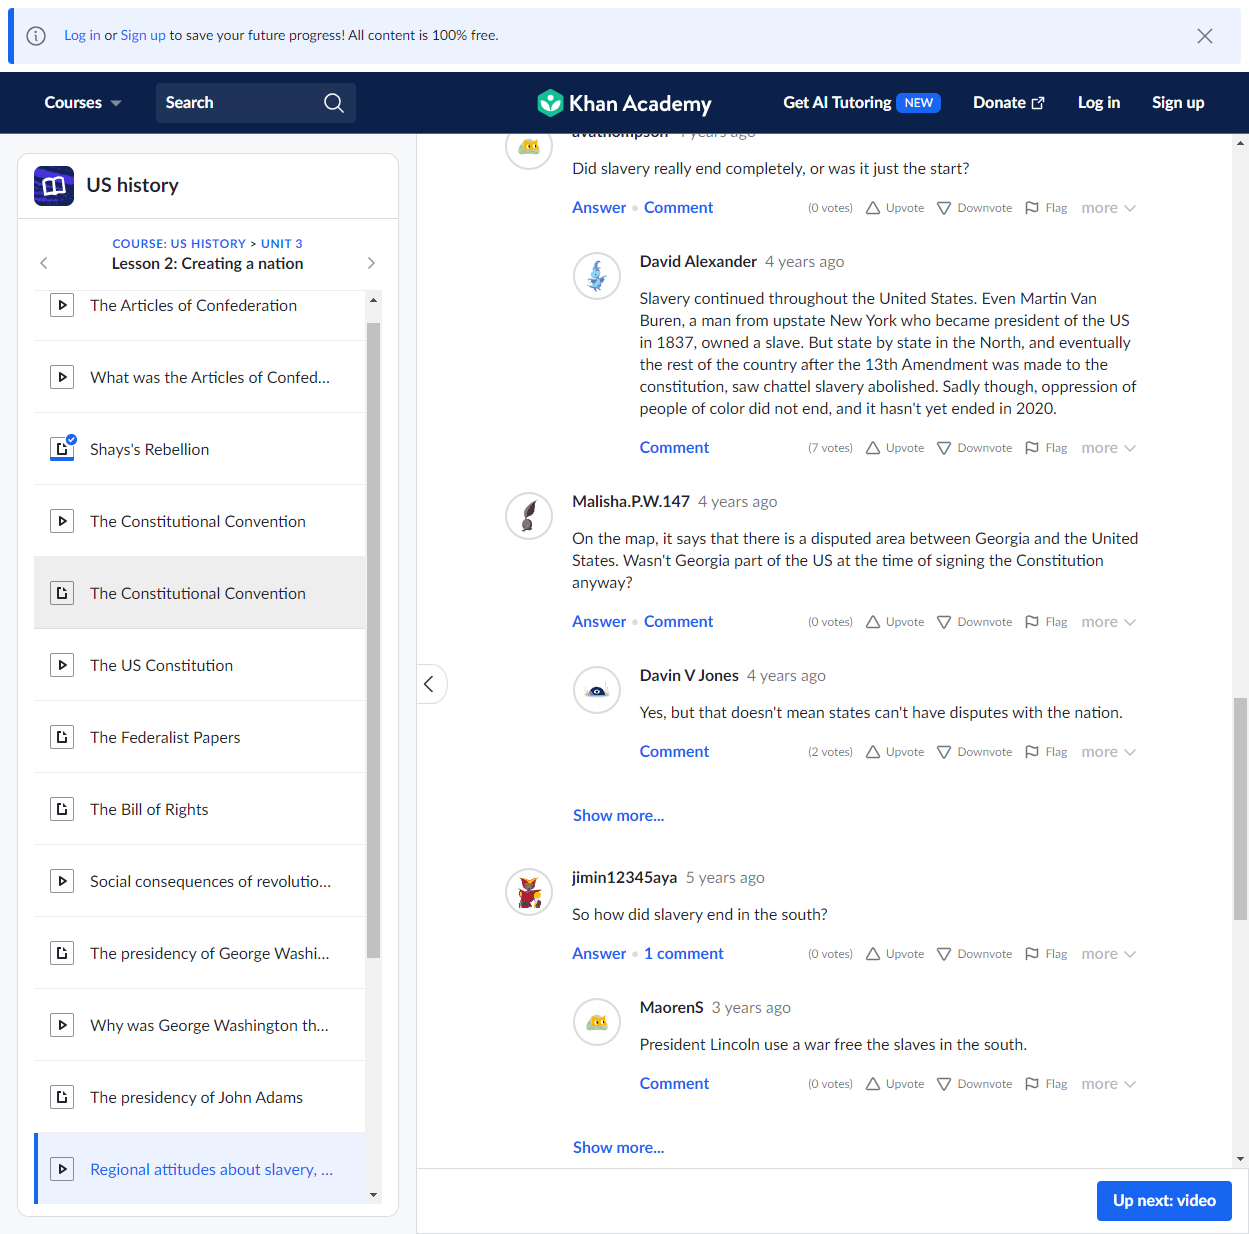 Log in or Sign up to save your future progress! All content is 100% free.
Courses
Search
Khan Academy
Get AI Tutoring NEW
Donate
Log in
Sign up
US history
COURSE: US HISTORY > UNIT 3
Lesson 2: Creating a nation
The Articles of Confederation
What was the Articles of Confed...
Shays's Rebellion
The Constitutional Convention
The Constitutional Convention
The US Constitution
The Federalist Papers
The Bill of Rights
Social consequences of revolutio...
The presidency of George Washi...
Why was George Washington th...
The presidency of John Adams
Regional attitudes about slavery, ...
avathompson 4 years ago
Did slavery really end completely, or was it just the start?
Answer • Comment (0 votes) Upvote Downvote Flag more
David Alexander 4 years ago
Slavery continued throughout the United States. Even Martin Van
Buren, a man from upstate New York who became president of the US
in 1837, owned a slave. But state by state in the North, and eventually
the rest of the country after the 13th Amendment was made to the
constitution, saw chattel slavery abolished. Sadly though, oppression of
people of color did not end, and it hasn't yet ended in 2020.
Comment (7 votes) Upvote Downvote Flag more
Malisha.P.W.147 4 years ago
On the map, it says that there is a disputed area between Georgia and the United
States. Wasn't Georgia part of the US at the time of signing the Constitution
anyway?
Answer • Comment (0 votes) Upvote Downvote Flag more
Davin V Jones 4 years ago
Yes, but that doesn't mean states can't have disputes with the nation.
Comment (2 votes) Upvote Downvote Flag more
Show more...
jimin12345aya 5 years ago
So how did slavery end in the south?
Answer • 1 comment (0 votes) Upvote Downvote Flag more
MaorenS 3 years ago
President Lincoln use a war free the slaves in the south.
Comment (0 votes) Upvote Downvote Flag more
Show more...
Up next: video